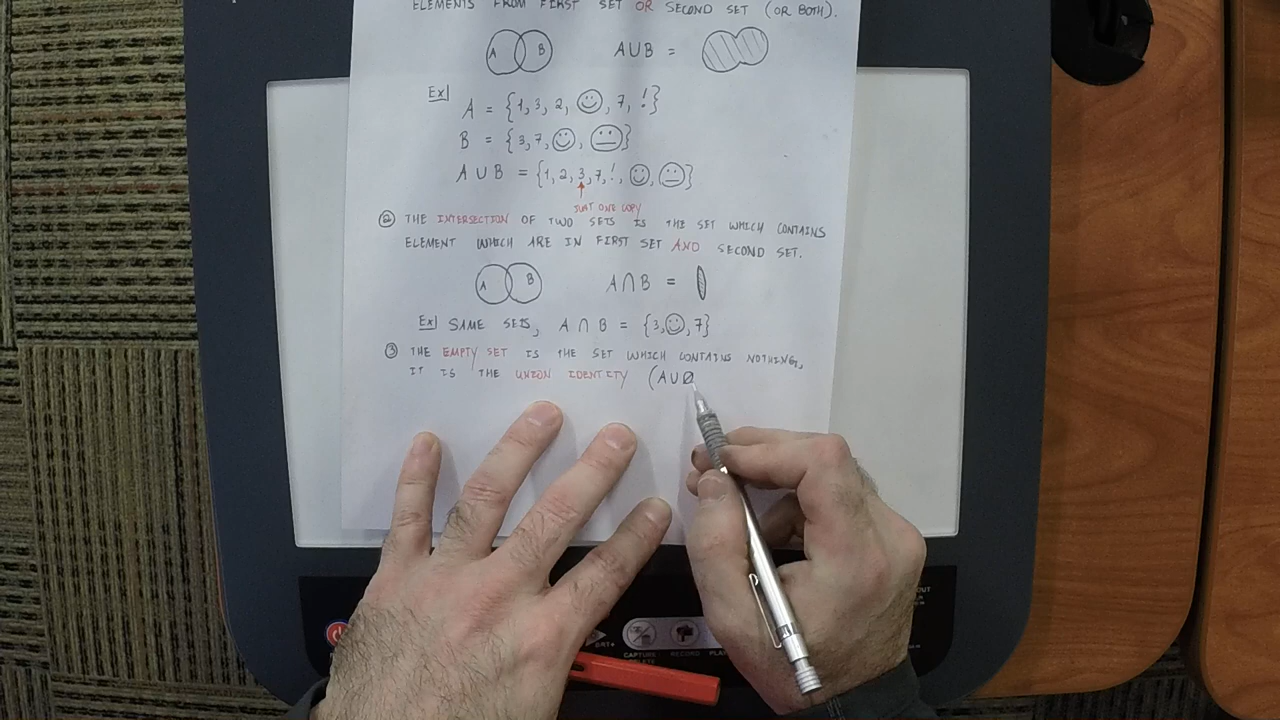 ELEMENTS FROM FIRST SET OR SECOND SET (OR BOTH).
A B A∪B =
Ex A = {1, 3, 2, ☺, 7, !}
B = {3, 7, ☺, 😐}
A ∪ B = {1, 2, 3, 7, !, ☺, 😐}
JUST ONE COPY
② THE INTERSECTION OF TWO SETS IS THE SET WHICH CONTAINS
ELEMENT WHICH ARE IN FIRST SET AND SECOND SET.
A B A∩B =
Ex SAME SETS, A ∩ B = {3, ☺, 7}
③ THE EMPTY SET IS THE SET WHICH CONTAINS NOTHING,
IT IS THE UNION IDENTITY (A∪∅
CAPTURE
RECORD